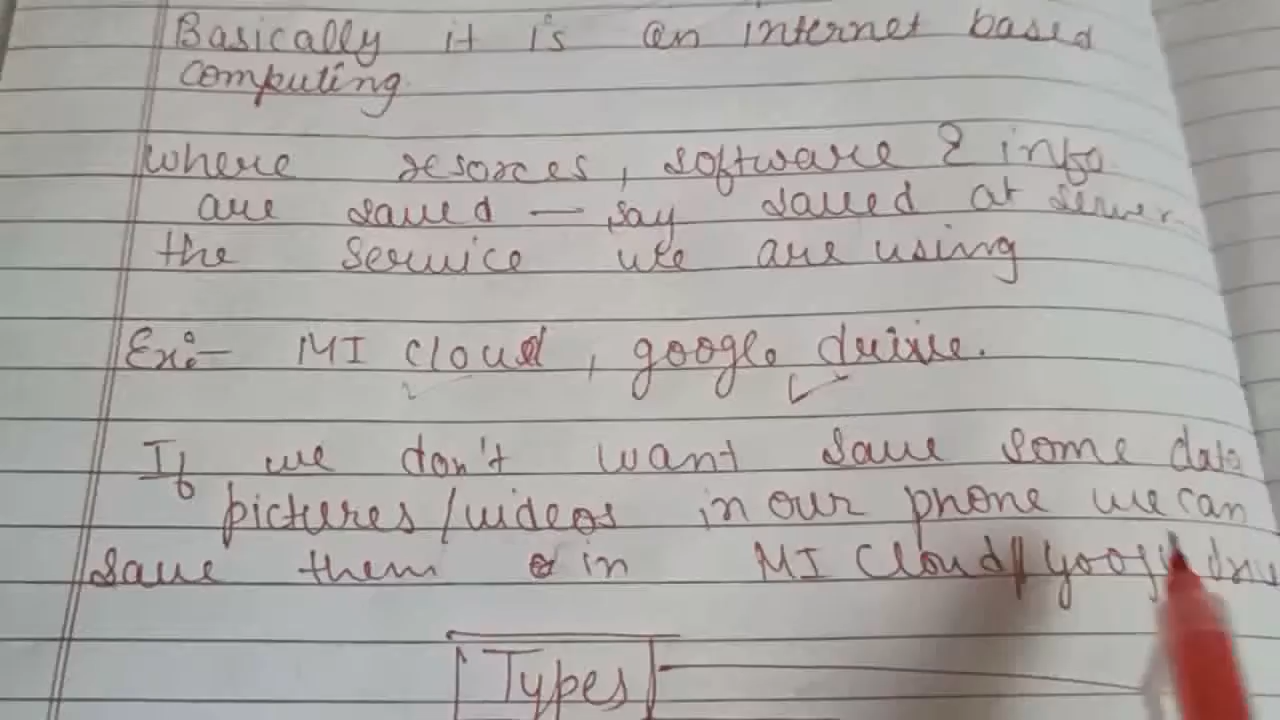 Basically it is an internet based
computing.
where resorces, software & info.
are saved — say saved at server
the service we are using
Ex:- MI cloud, google drive.
If we don't want save some data
pictures/videos in our phone we can
save them in MI Cloud/google driv
Types